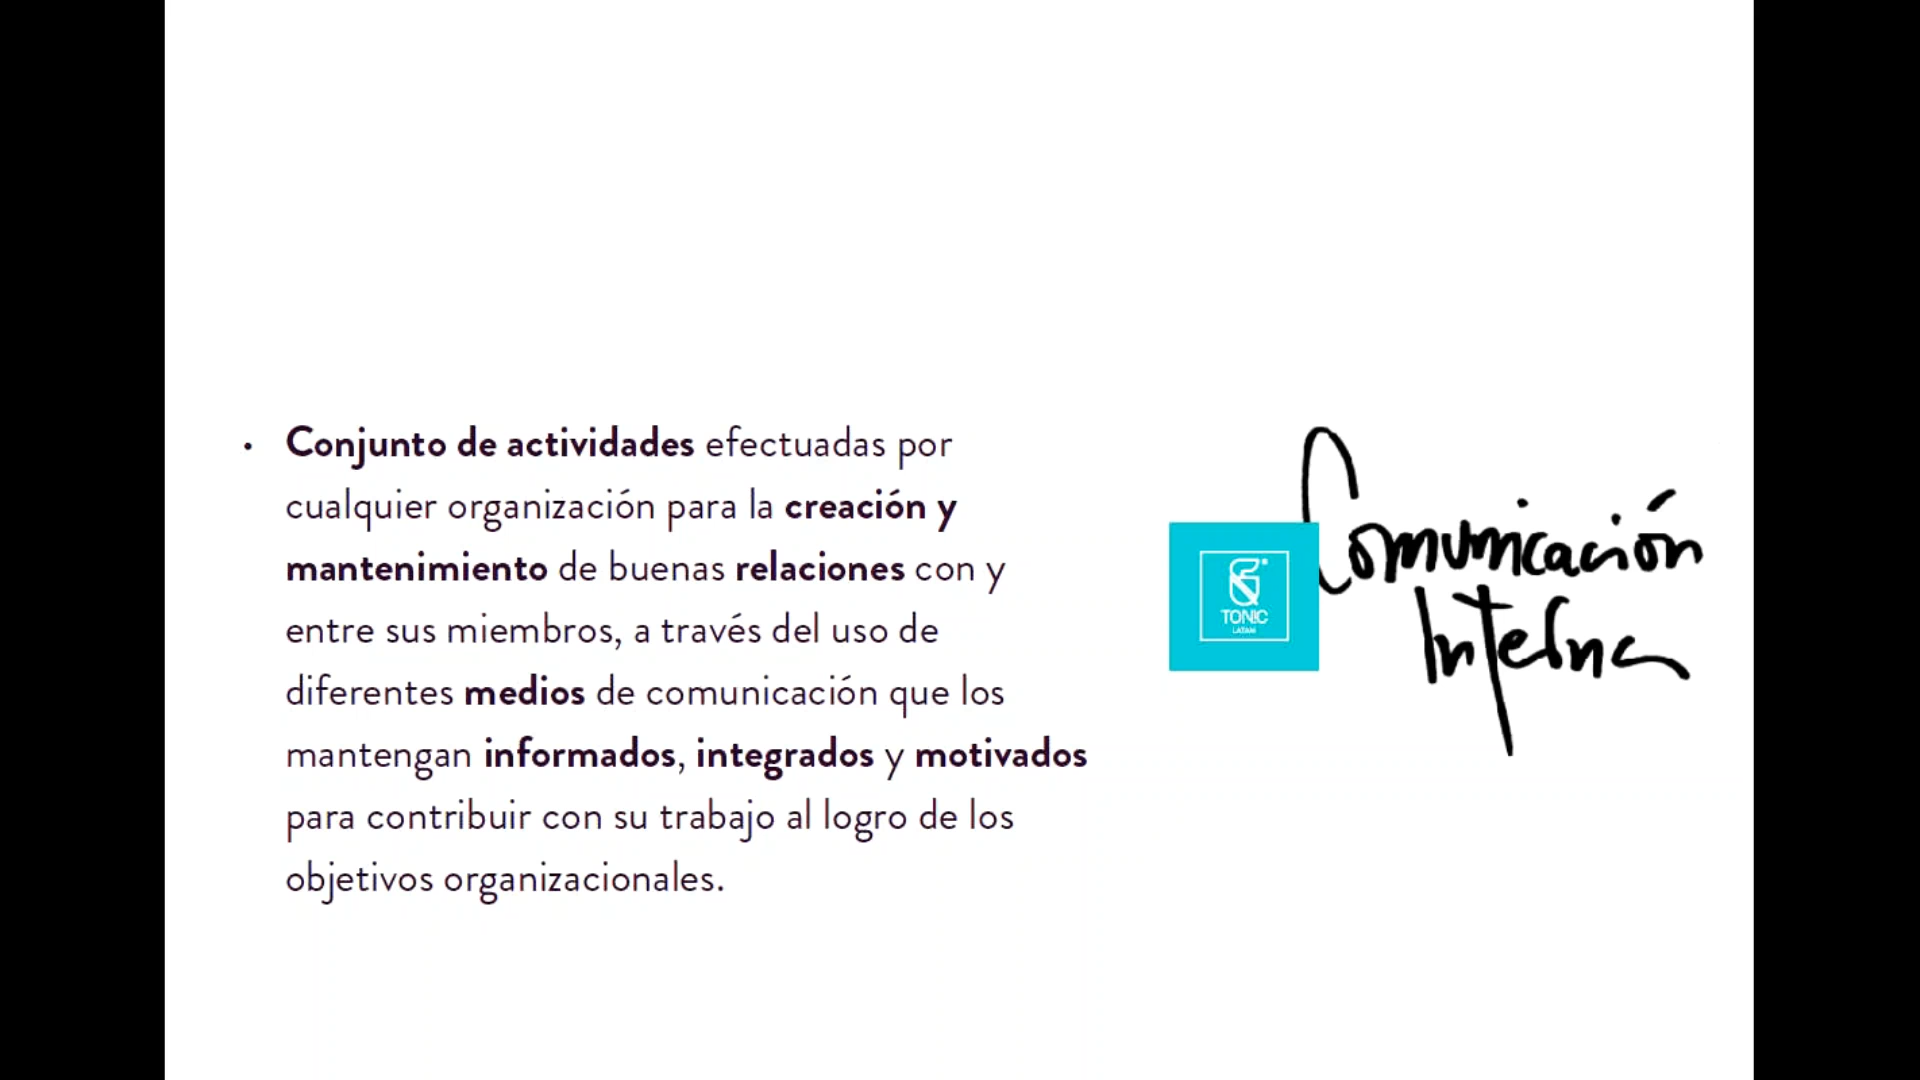 • Conjunto de actividades efectuadas por
cualquier organización para la creación y
mantenimiento de buenas relaciones con y
entre sus miembros, a través del uso de
diferentes medios de comunicación que los
mantengan informados, integrados y motivados
para contribuir con su trabajo al logro de los
objetivos organizacionales.
Comunicación
Interna
TONIC
LATAM